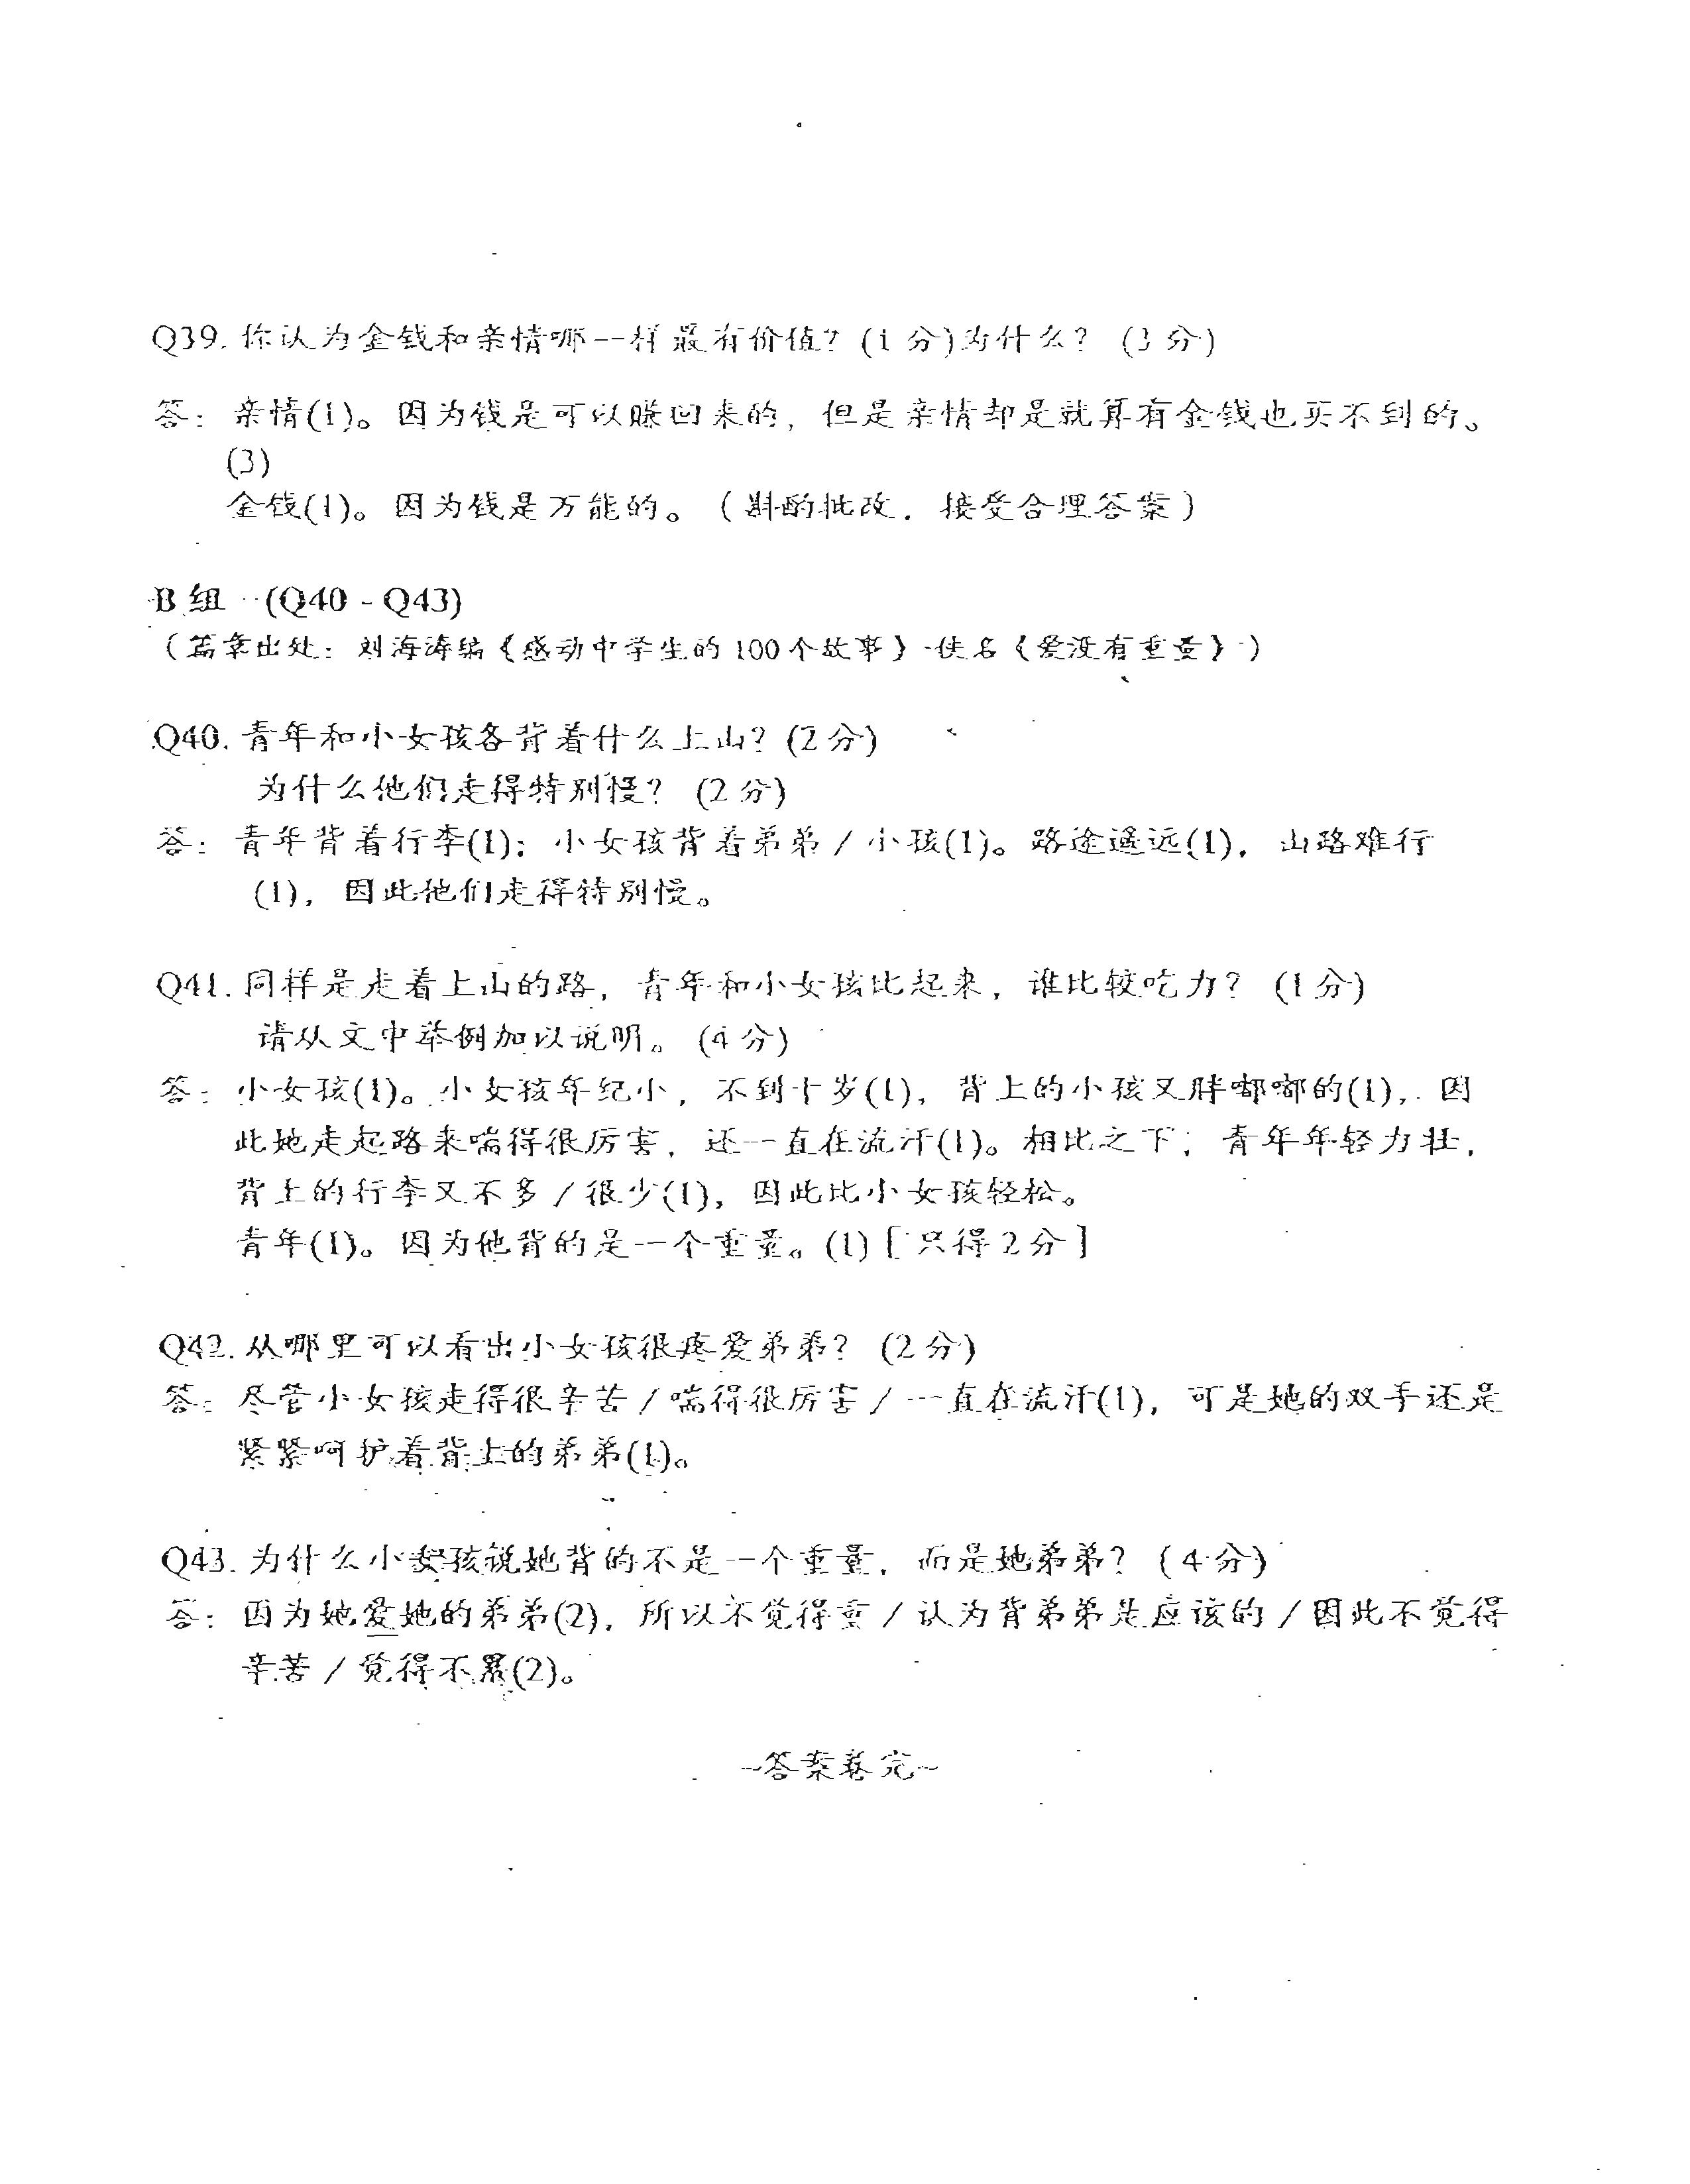 Q39. 你认为金钱和亲情哪一样最有价值? (1 分)为什么? (3 分)
答: 亲情(1)。因为钱是可以赚回来的, 但是亲情却是就算有金钱也买不到的。
(3)
金钱(1)。因为钱是万能的。(斟酌批改, 接受合理答案)
B 组 (Q40 - Q43)
(篇章出处: 刘海涛编《感动中学生的 100 个故事》-佚名《爱没有重量》)
Q40. 青年和小女孩各背着什么上山? (2 分)
为什么他们走得特别慢? (2 分)
答: 青年背着行李(1); 小女孩背着弟弟 / 小孩(1)。路途遥远(1), 山路难行
(1), 因此他们走得特别慢。
Q41. 同样是走着上山的路, 青年和小女孩比起来, 谁比较吃力? (1 分)
请从文中举例加以说明。(4 分)
答: 小女孩(1)。小女孩年纪小, 不到十岁(1), 背上的小孩又胖嘟嘟的(1), 因
此她走起路来喘得很厉害, 还一直在流汗(1)。相比之下, 青年年轻力壮,
背上的行李又不多 / 很少(1), 因此比小女孩轻松。
青年(1)。因为他背的是一个重量。(1) [只得 2 分]
Q42. 从哪里可以看出小女孩很疼爱弟弟? (2 分)
答: 尽管小女孩走得很辛苦 / 喘得很厉害 / 一直在流汗(1), 可是她的双手还是
紧紧呵护着背上的弟弟(1)。
Q43. 为什么小女孩说她背的不是一个重量, 而是她弟弟? (4 分)
答: 因为她爱她的弟弟(2), 所以不觉得重 / 认为背弟弟是应该的 / 因此不觉得
辛苦 / 觉得不累(2)。
~答案卷完~